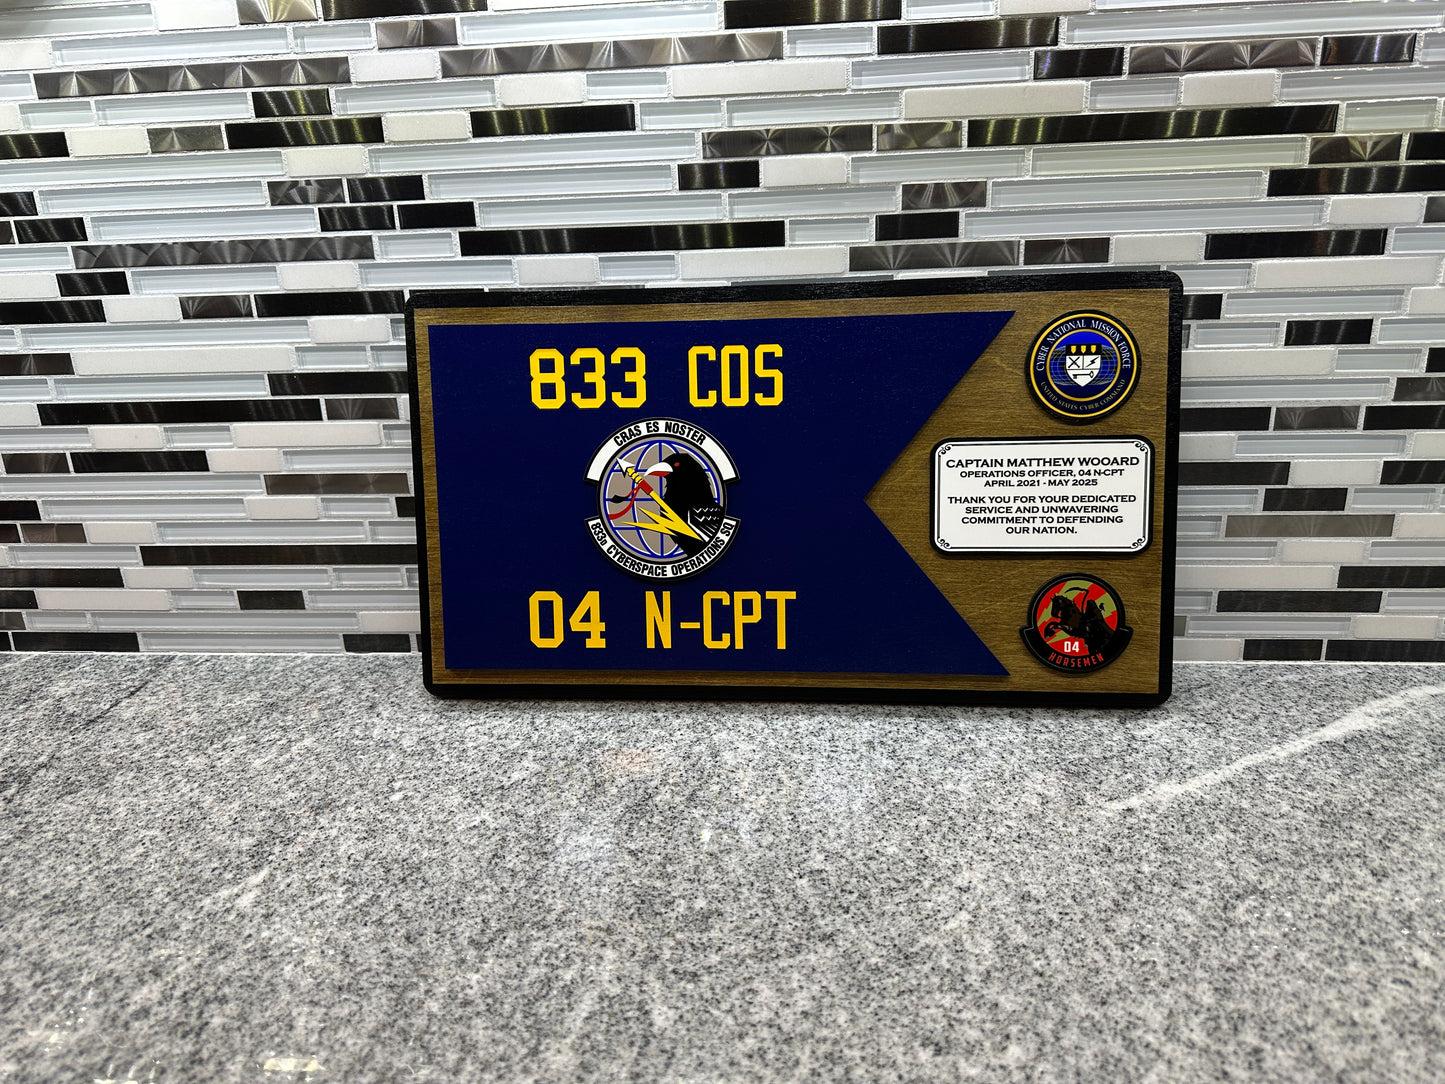 833 COS
CRAS ES NOSTER
833D CYBERSPACE OPERATIONS SQ
04 N-CPT
CYBER NATIONAL MISSION FORCE
UNITED STATES CYBER COMMAND
CAPTAIN MATTHEW WOOARD
OPERATIONS OFFICER, 04 N-CPT
APRIL 2021 - MAY 2025
THANK YOU FOR YOUR DEDICATED
SERVICE AND UNWAVERING
COMMITMENT TO DEFENDING
OUR NATION.
04
HORSEMEN